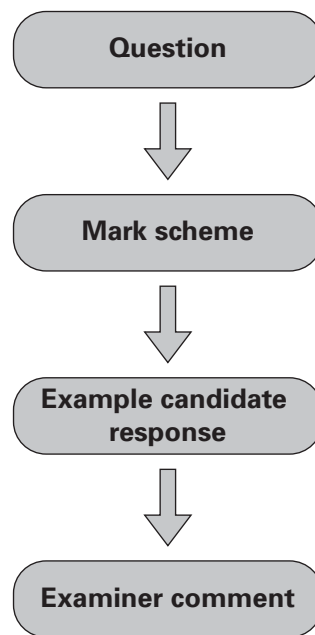 Question
Mark scheme
Example candidate
response
Examiner comment